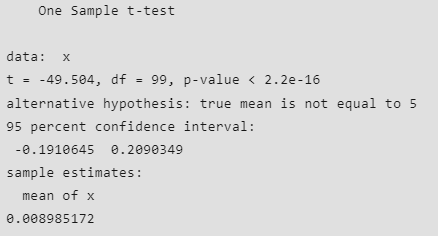 One Sample t-test
data:  x
t = -49.504, df = 99, p-value < 2.2e-16
alternative hypothesis: true mean is not equal to 5
95 percent confidence interval:
-0.1910645  0.2090349
sample estimates:
mean of x
0.008985172